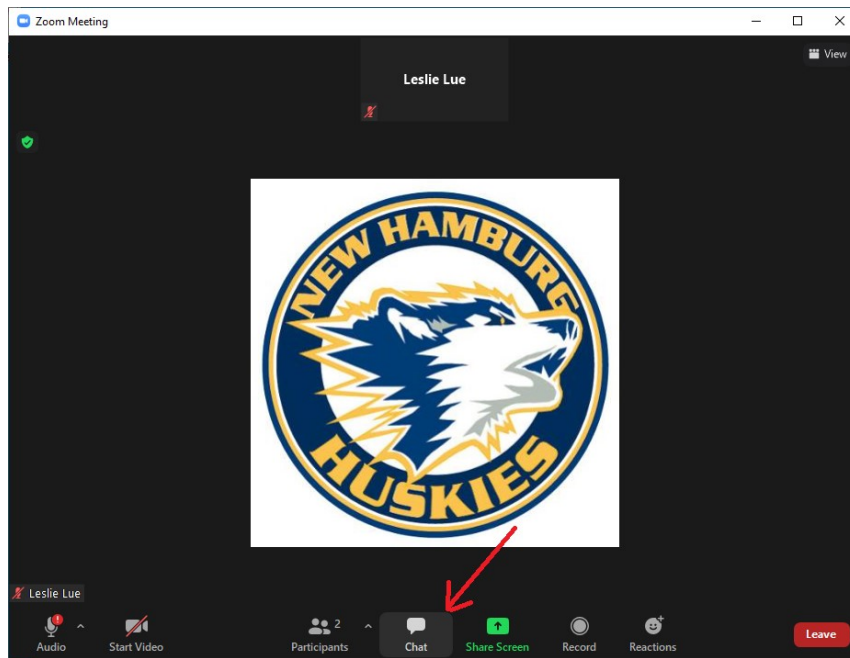 Zoom Meeting
Leslie Lue
View
NEW HAMBURG
HUSKIES
Leslie Lue
Audio
Start Video
2
Participants
Chat
Share Screen
Record
Reactions
Leave